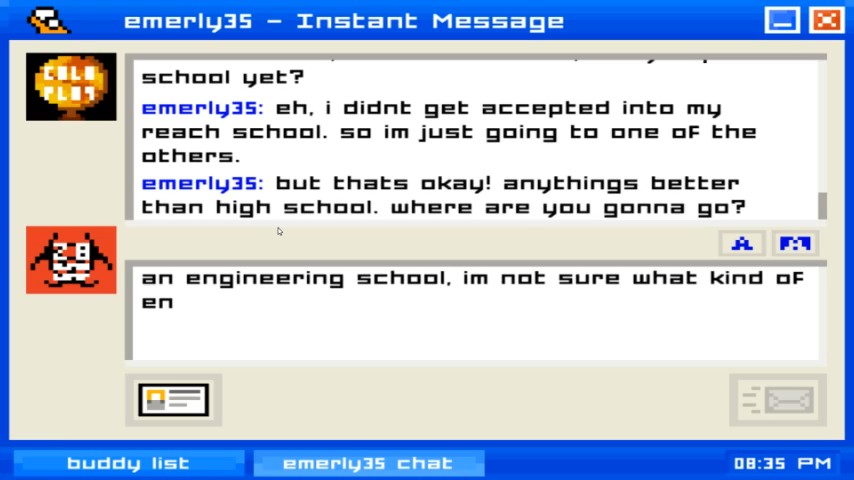 emerly35 - Instant Message
school yet?
emerly35: eh, i didnt get accepted into my
reach school. so im just going to one of the
others.
emerly35: but thats okay! anythings better
than high school. where are you gonna go?
COLD
PLAY
A
an engineering school, im not sure what kind of
en
buddy list
emerly35 chat
08:35 PM